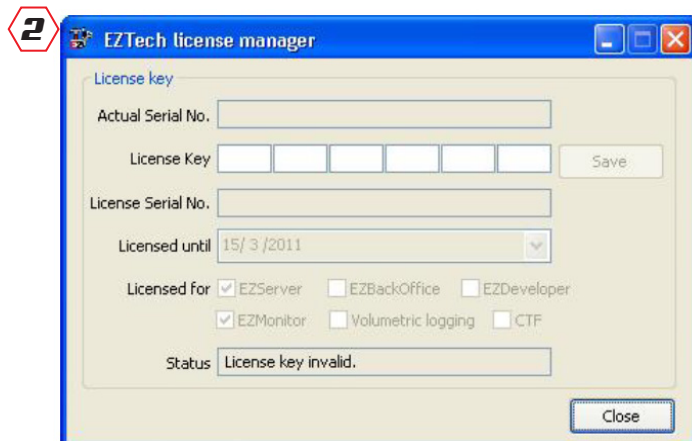 2
EZTech license manager
License key
Actual Serial No.
License Key
Save
License Serial No.
Licensed until 15/ 3 /2011
Licensed for EZServer EZBackOffice EZDeveloper
EZMonitor Volumetric logging CTF
Status License key invalid.
Close